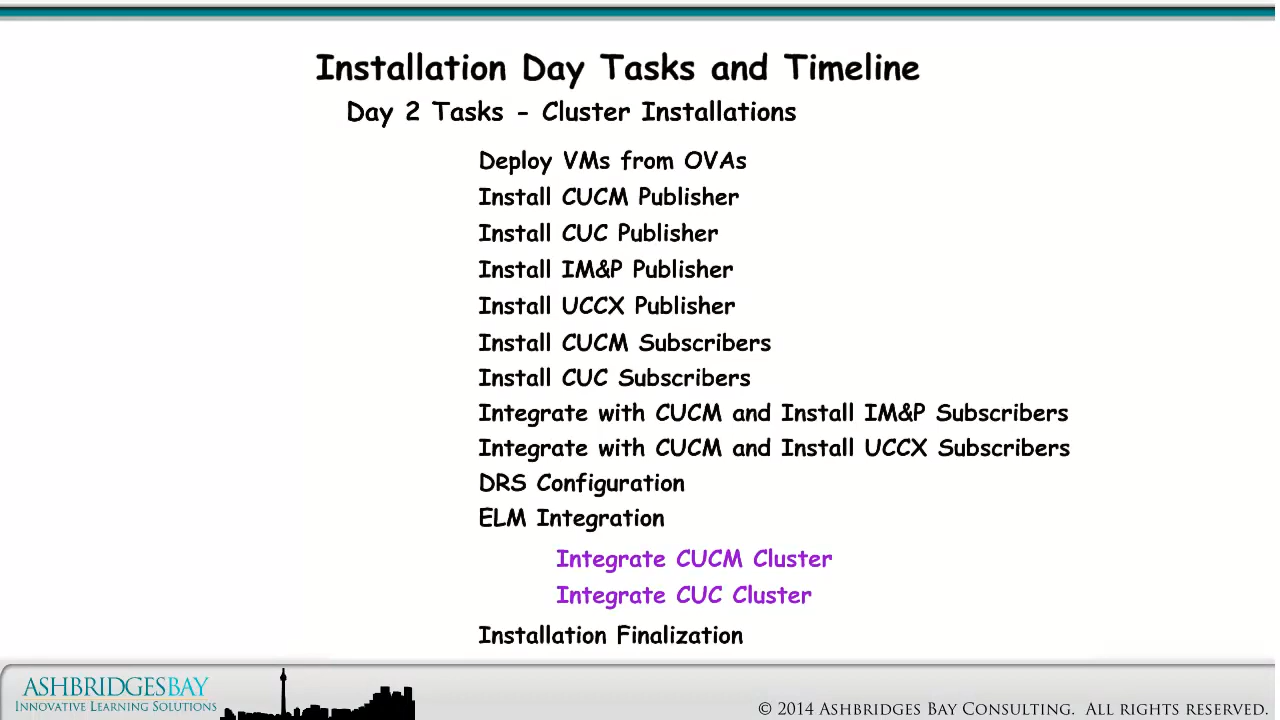 Installation Day Tasks and Timeline
Day 2 Tasks - Cluster Installations
Deploy VMs from OVAs
Install CUCM Publisher
Install CUC Publisher
Install IM&P Publisher
Install UCCX Publisher
Install CUCM Subscribers
Install CUC Subscribers
Integrate with CUCM and Install IM&P Subscribers
Integrate with CUCM and Install UCCX Subscribers
DRS Configuration
ELM Integration
Integrate CUCM Cluster
Integrate CUC Cluster
Installation Finalization
ASHBRIDGESBAY
INNOVATIVE LEARNING SOLUTIONS
© 2014 ASHBRIDGES BAY CONSULTING. ALL RIGHTS RESERVED.